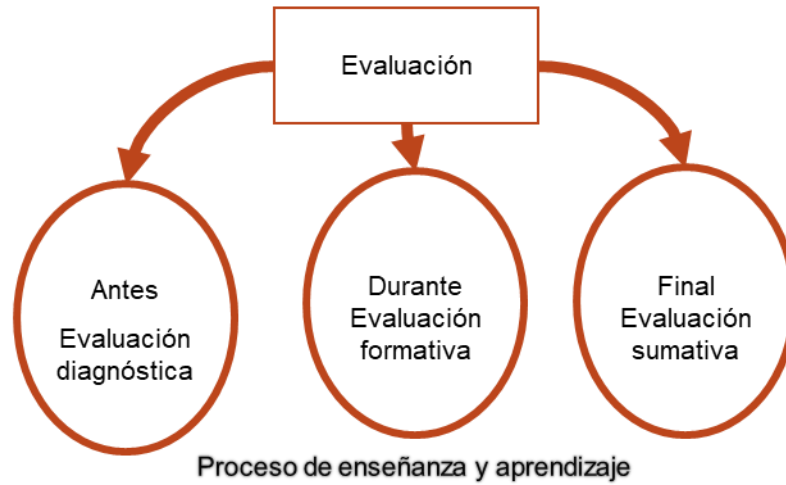 Evaluación
Antes
Evaluación
diagnóstica
Durante
Evaluación
formativa
Final
Evaluación
sumativa
Proceso de enseñanza y aprendizaje